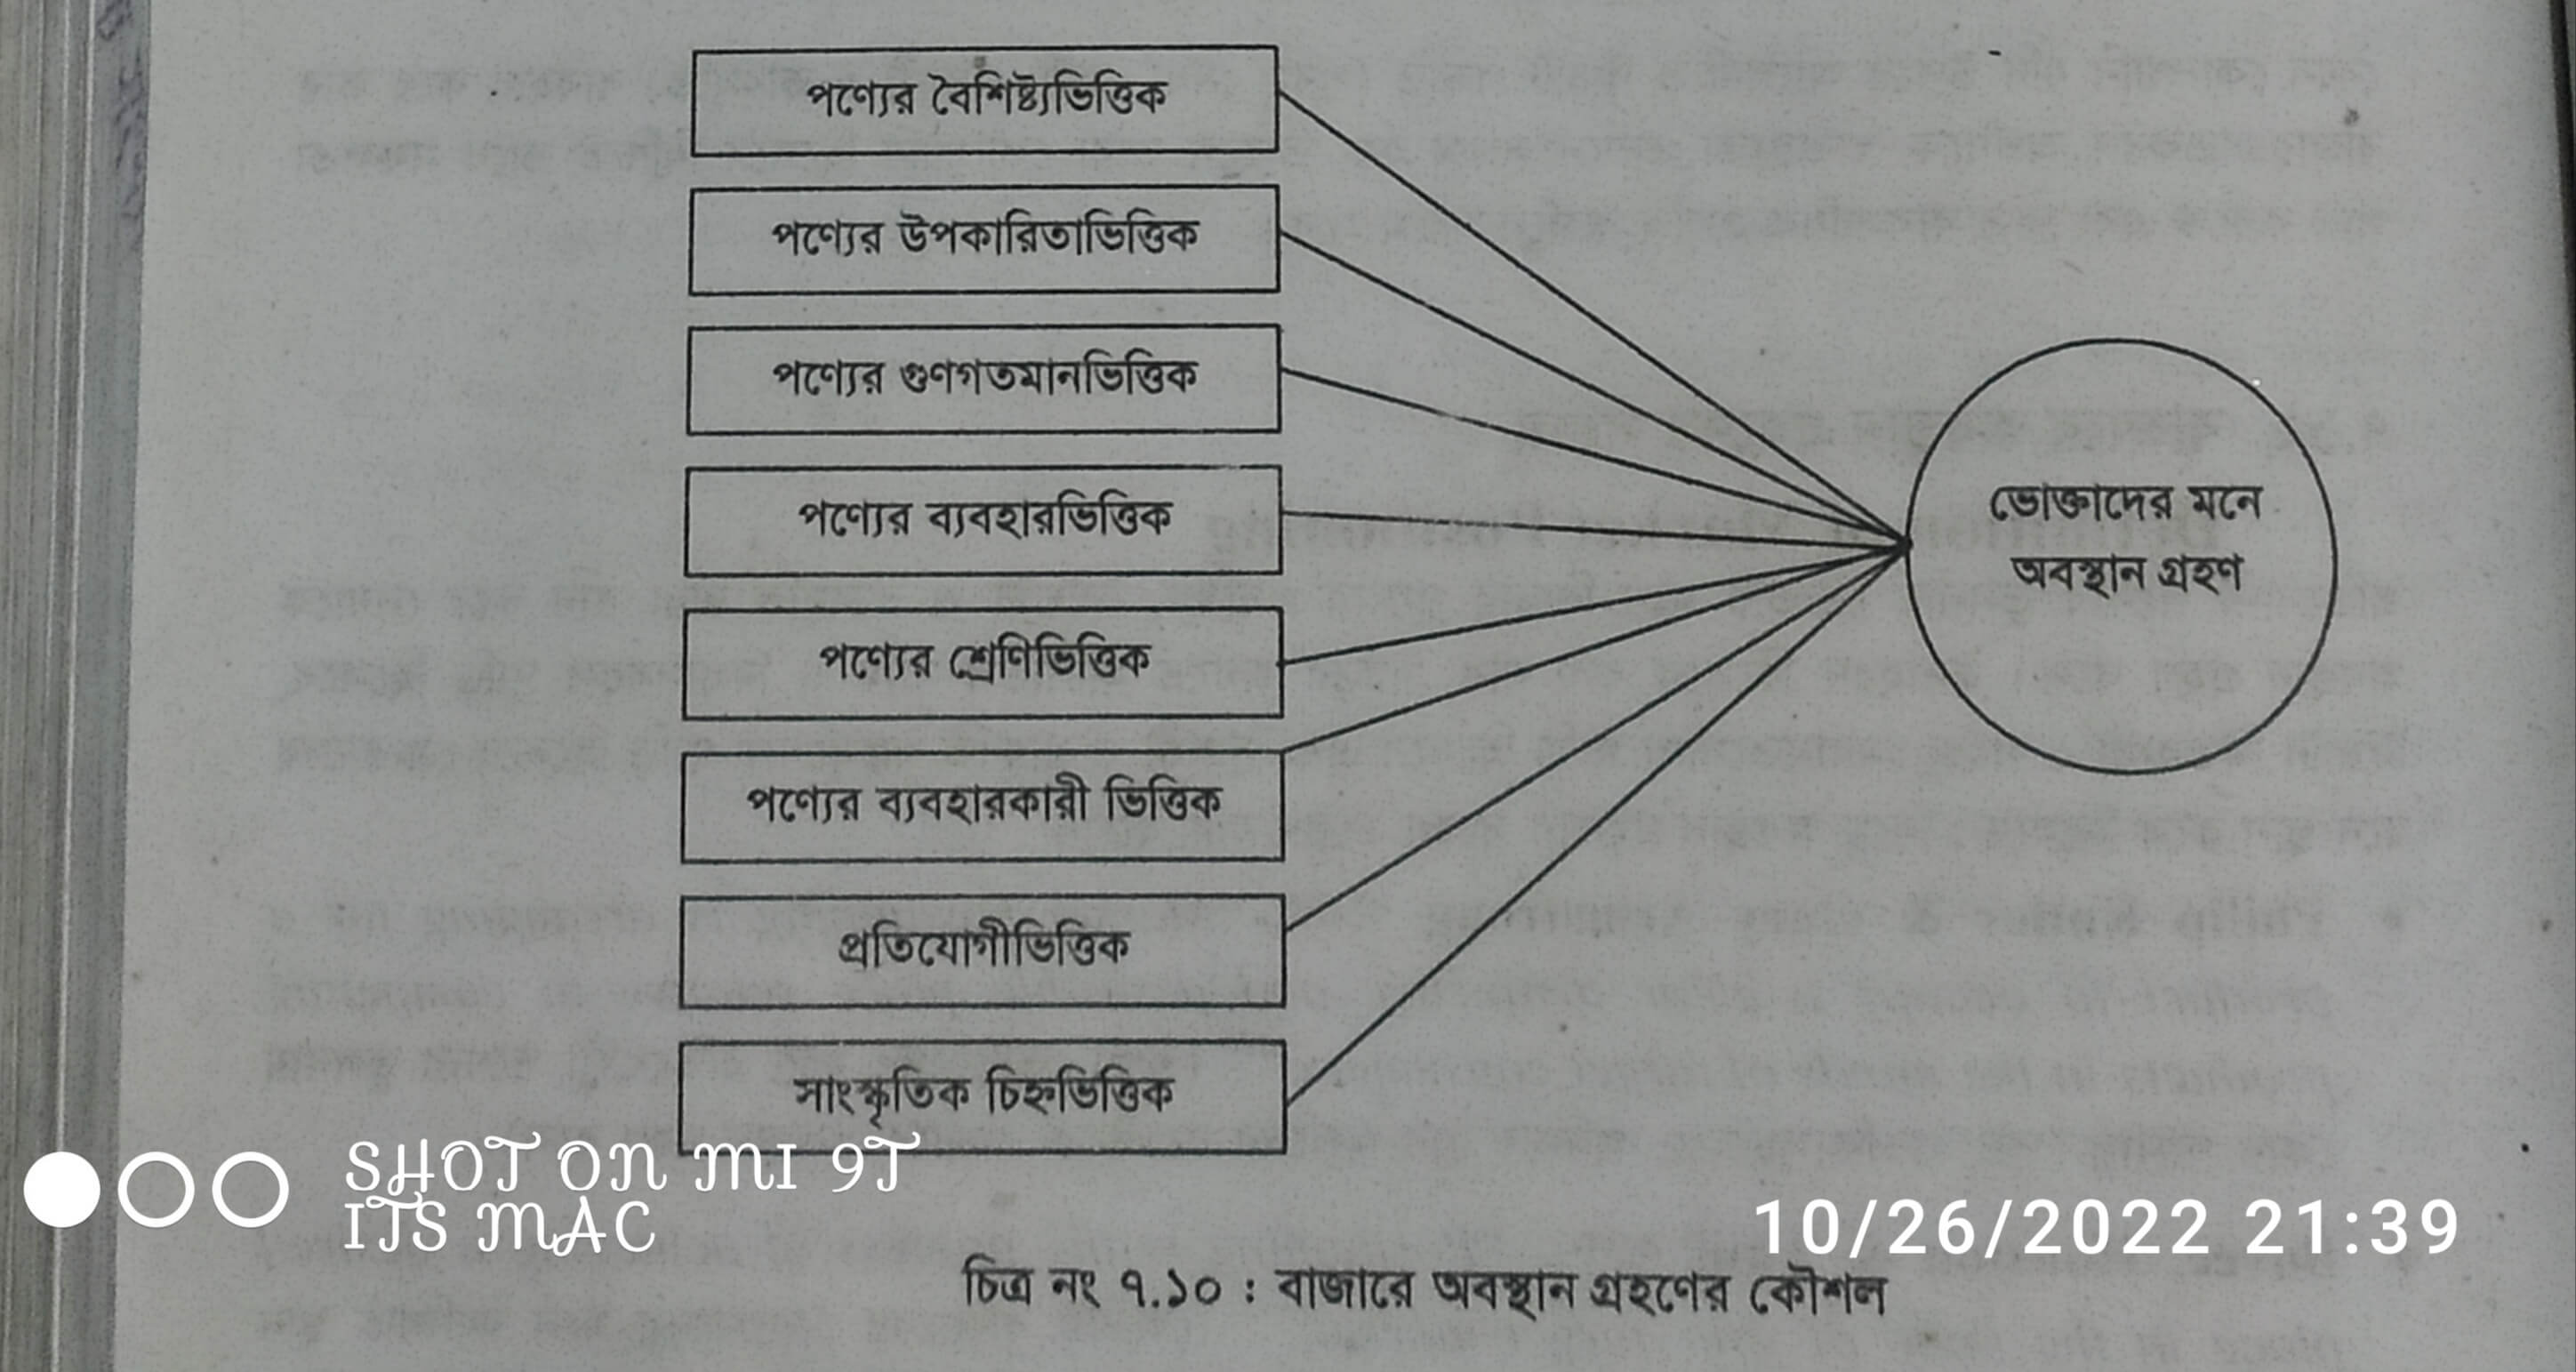 পণ্যের বৈশিষ্ট্যভিত্তিক
পণ্যের উপকারিতাভিত্তিক
পণ্যের গুণগতমানভিত্তিক
পণ্যের ব্যবহারভিত্তিক
পণ্যের শ্রেণিভিত্তিক
পণ্যের ব্যবহারকারী ভিত্তিক
প্রতিযোগীভিত্তিক
সাংস্কৃতিক চিহ্নভিত্তিক
ভোক্তাদের মনে
অবস্থান গ্রহণ
SHOT ON MI 9T
ITS MAC
10/26/2022 21:39
চিত্র নং ৭.১০ : বাজারে অবস্থান গ্রহণের কৌশল